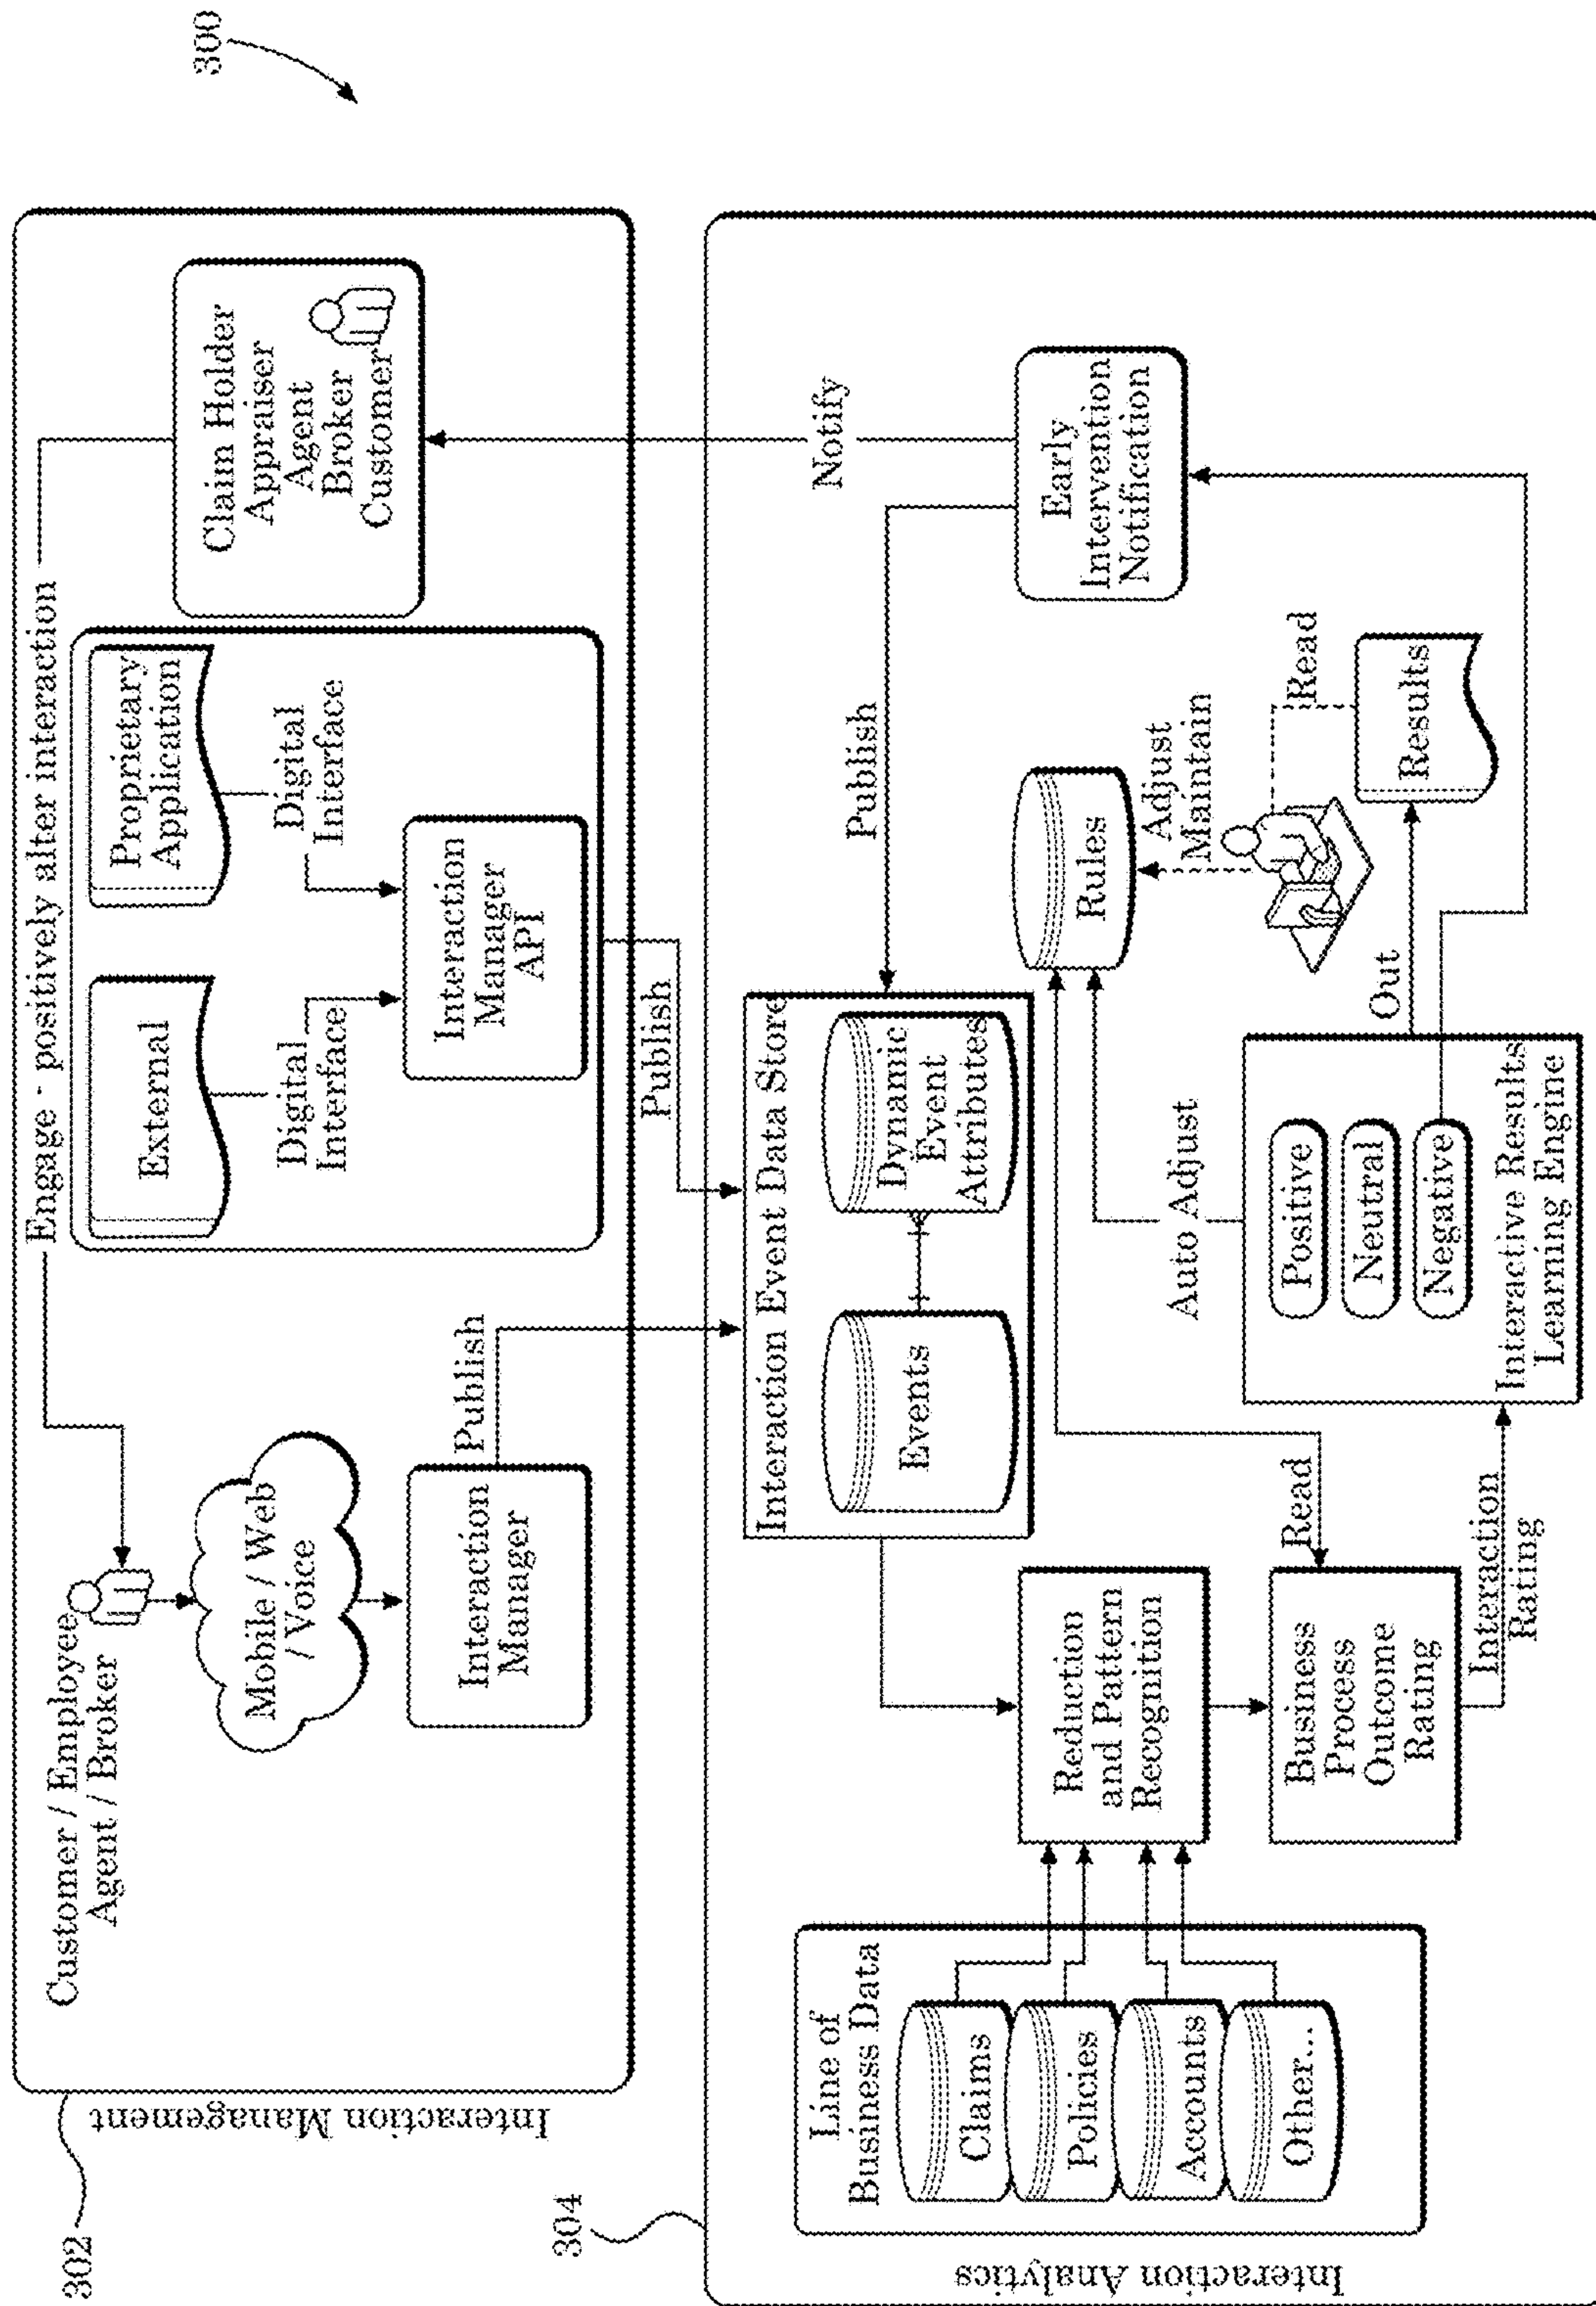 300
302
Interaction Management
Engage - positively alter interaction
Customer / Employee
Agent / Broker
Mobile / Web
/ Voice
Interaction
Manager
Publish
External
Digital
Interface
Proprietary
Application
Digital
Interface
Interaction
Manager
API
Publish
Claim Holder
Appraiser
Agent
Broker
Customer
Notify
304
Interaction Analytics
Line of
Business Data
Claims
Policies
Accounts
Other...
Interaction Event Data Store
Events
Dynamic
Event
Attributes
Publish
Reduction
and Pattern
Recognition
Business
Process
Outcome
Rating
Read
Interaction
Rating
Rules
Auto Adjust
Adjust
Maintain
Read
Positive
Neutral
Negative
Interactive Results
Learning Engine
Out
Results
Early
Intervention
Notification